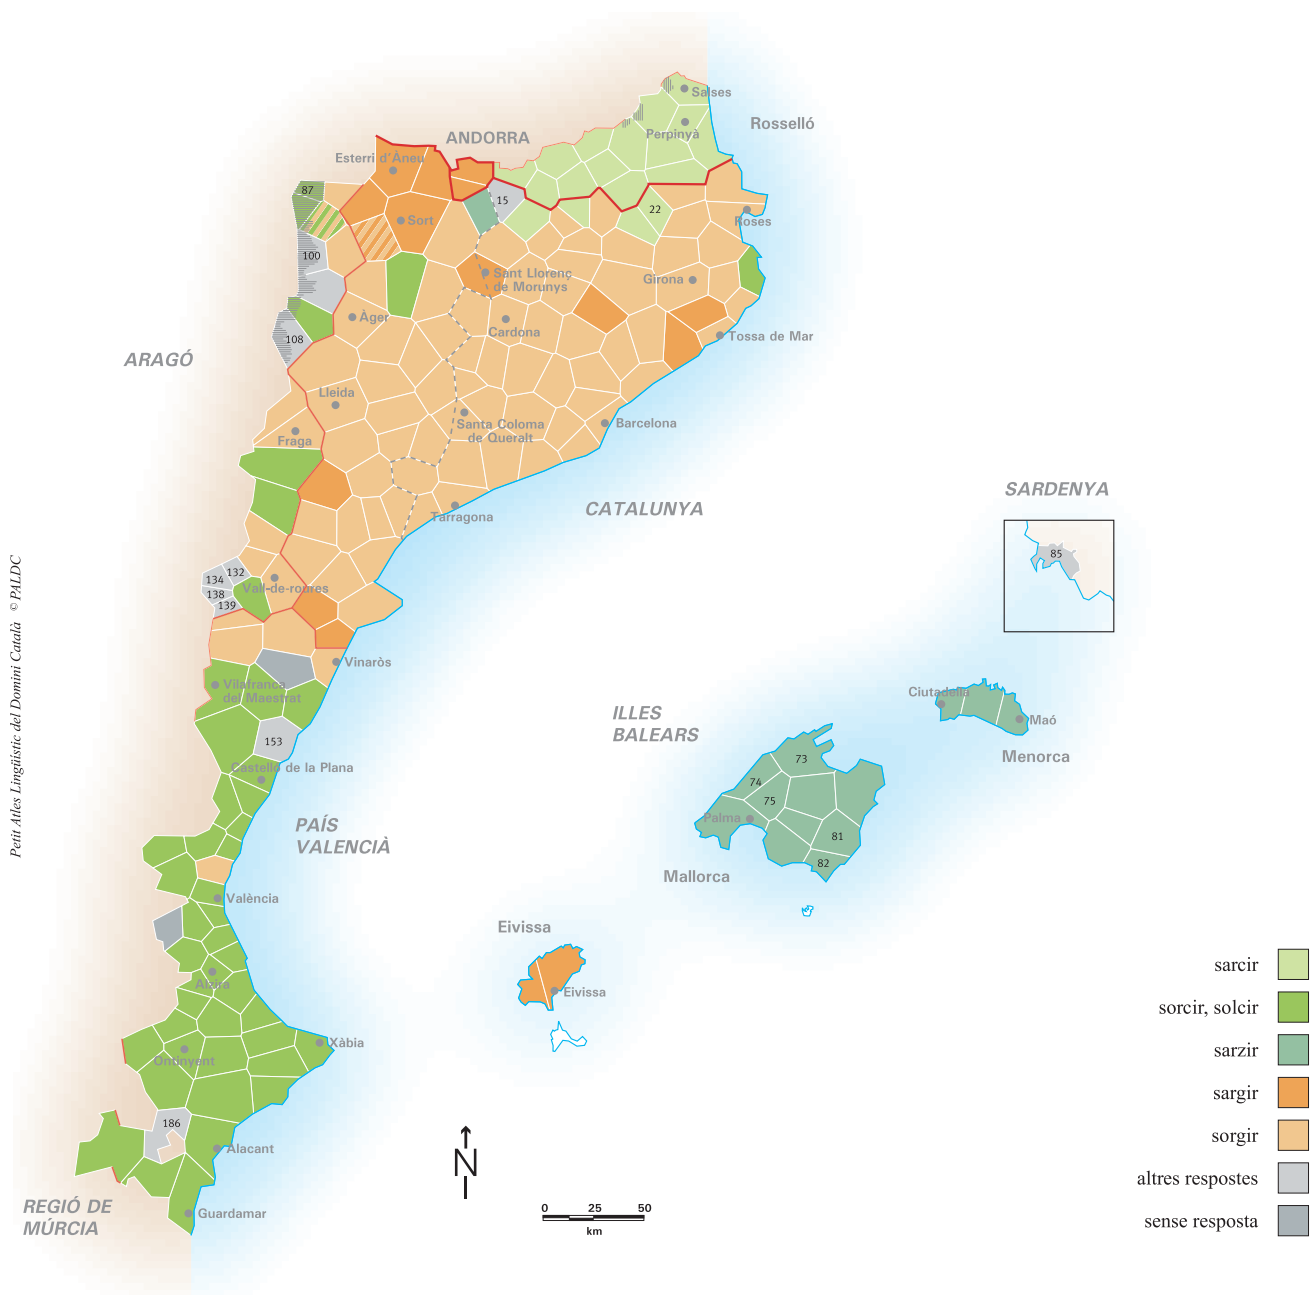 Salses
Rosselló
Perpinyà
ANDORRA
Esterri d'Àneu
87
15
22
Roses
Sort
100
Sant Llorenç
de Morunys
Girona
Àger
Cardona
108
Tossa de Mar
ARAGÓ
Lleida
Santa Coloma
de Queralt
Barcelona
Fraga
SARDENYA
CATALUNYA
Tarragona
85
132
134
138
139
Vall-de-roures
Vinaròs
Vilafranca
del Maestrat
Ciutadella
Maó
Menorca
ILLES
BALEARS
153
73
Castelló de la Plana
74
75
Palma
81
82
PAÍS
VALENCIÀ
Mallorca
València
Eivissa
Alzira
Eivissa
Xàbia
Ontinyent
186
Alacant
REGIÓ DE
MÚRCIA
Guardamar
N
0 25 50
km
sarcir
sorcir, solcir
sarzir
sargir
sorgir
altres respostes
sense resposta
Petit Atles Lingüístic del Domini Català © PALDC